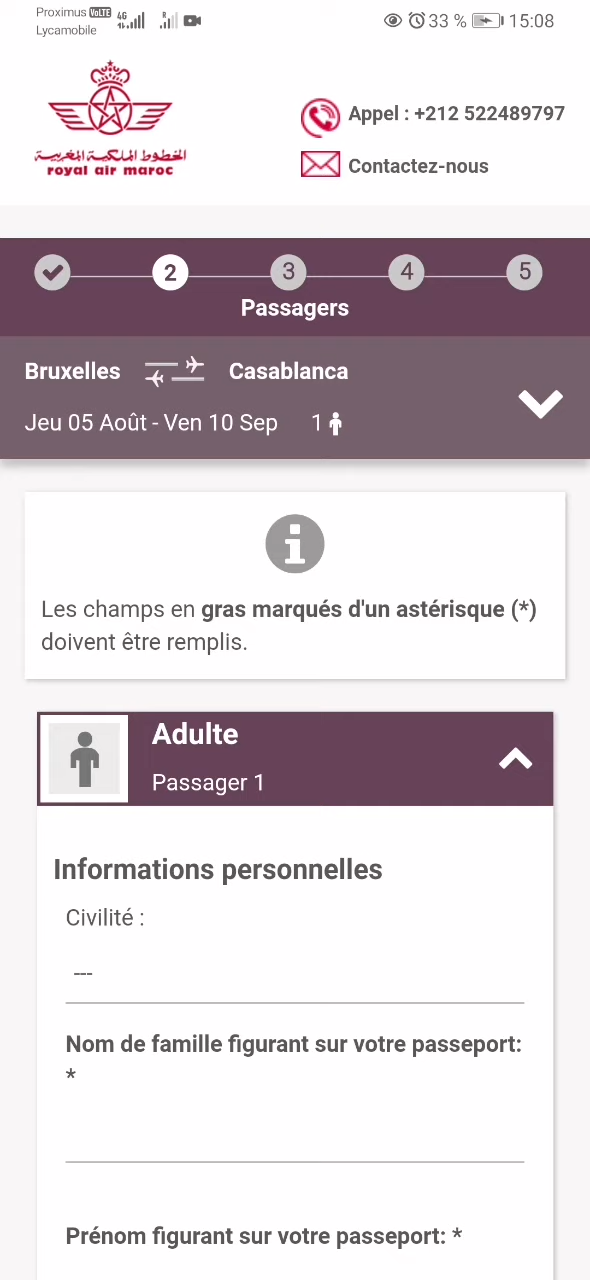 Proximus VoLTE 4G R 33 % 15:08
Lycamobile
الخطوط الملكية المغربية
royal air maroc
Appel : +212 522489797
Contactez-nous
2 3 4 5
Passagers
Bruxelles Casablanca
Jeu 05 Août - Ven 10 Sep 1
Les champs en gras marqués d'un astérisque (*)
doivent être remplis.
Adulte
Passager 1
Informations personnelles
Civilité :
---
Nom de famille figurant sur votre passeport:
*
Prénom figurant sur votre passeport: *